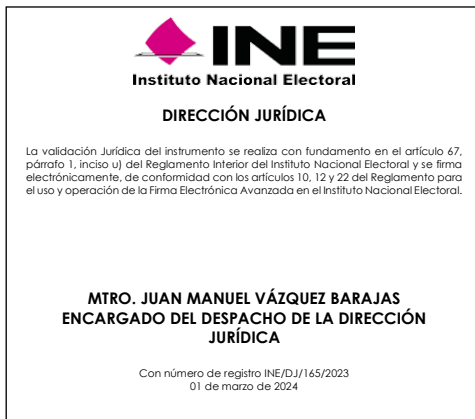 INE
Instituto Nacional Electoral
DIRECCIÓN JURÍDICA
La validación Jurídica del instrumento se realiza con fundamento en el artículo 67,
párrafo 1, inciso u) del Reglamento Interior del Instituto Nacional Electoral y se firma
electrónicamente, de conformidad con los artículos 10, 12 y 22 del Reglamento para
el uso y operación de la Firma Electrónica Avanzada en el Instituto Nacional Electoral.
MTRO. JUAN MANUEL VÁZQUEZ BARAJAS
ENCARGADO DEL DESPACHO DE LA DIRECCIÓN
JURÍDICA
Con número de registro INE/DJ/165/2023
01 de marzo de 2024